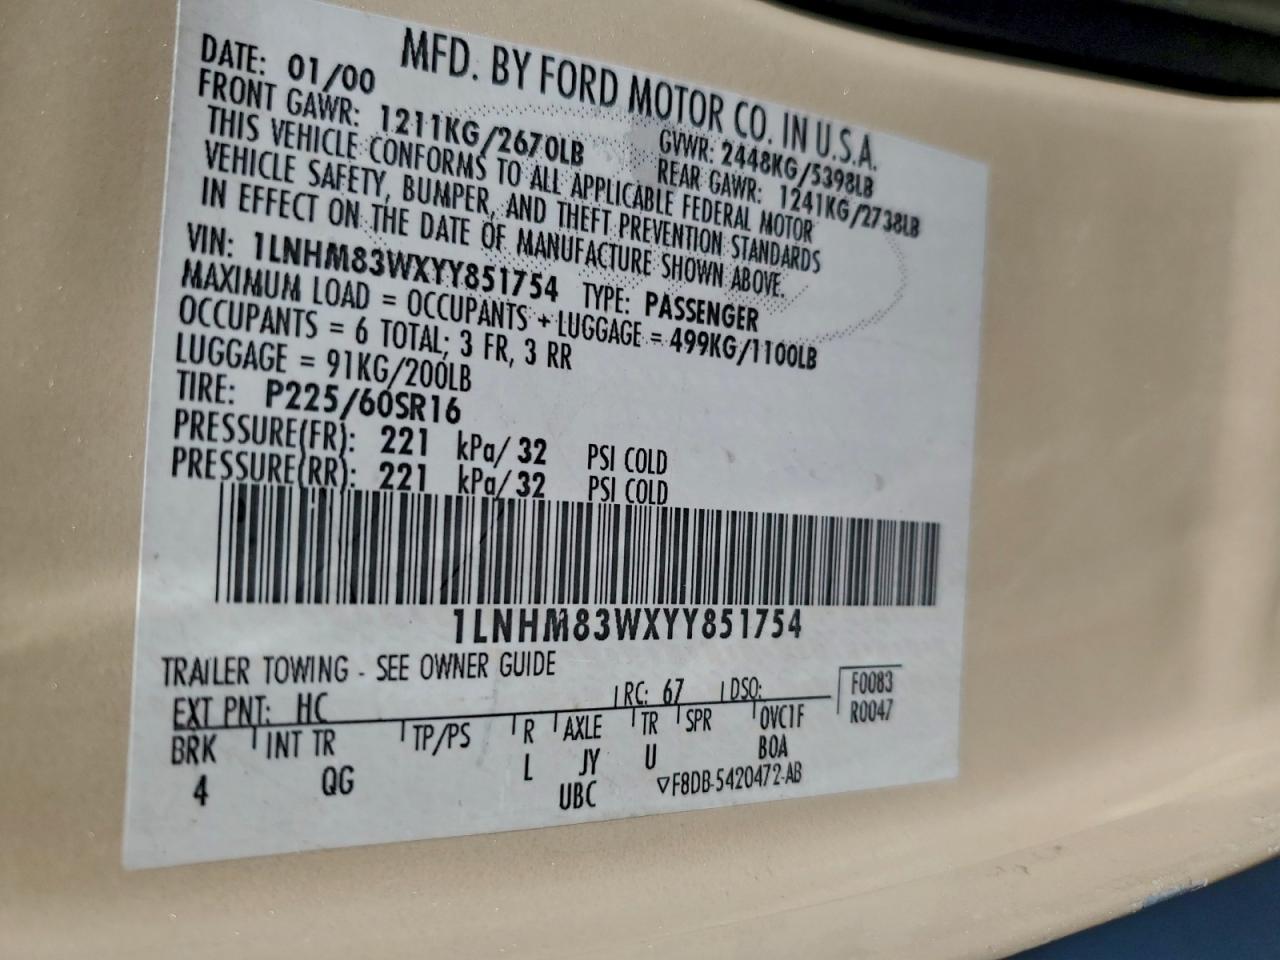 MFD. BY FORD MOTOR CO. IN U.S.A.
DATE: 01/00 GVWR: 2448KG/5398LB
FRONT GAWR: 1211KG/2670LB REAR GAWR: 1241KG/2738LB
THIS VEHICLE CONFORMS TO ALL APPLICABLE FEDERAL MOTOR
VEHICLE SAFETY, BUMPER, AND THEFT PREVENTION STANDARDS
IN EFFECT ON THE DATE OF MANUFACTURE SHOWN ABOVE.
VIN: 1LNHM83WXYY851754 TYPE: PASSENGER
MAXIMUM LOAD = OCCUPANTS + LUGGAGE = 499KG/1100LB
OCCUPANTS = 6 TOTAL; 3 FR, 3 RR
LUGGAGE = 91KG/200LB
TIRE: P225/60SR16
PRESSURE(FR): 221 kPa/ 32 PSI COLD
PRESSURE(RR): 221 kPa/ 32 PSI COLD
1LNHM83WXYY851754
TRAILER TOWING - SEE OWNER GUIDE
EXT PNT: HC RC: 67 DSO: F0083
BRK INT TR TP/PS R AXLE TR SPR OVC1F R0047
4 QG L JY U BOA
UBC ▽F8DB-5420472-AB